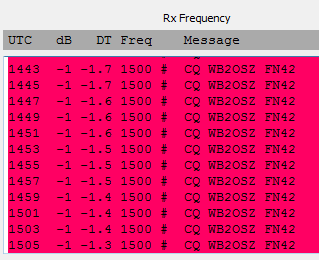 Rx Frequency
UTC dB DT Freq Message
1443 -1 -1.7 1500 # CQ WB2OSZ FN42
1445 -1 -1.7 1500 # CQ WB2OSZ FN42
1447 -1 -1.6 1500 # CQ WB2OSZ FN42
1449 -1 -1.6 1500 # CQ WB2OSZ FN42
1451 -1 -1.6 1500 # CQ WB2OSZ FN42
1453 -1 -1.5 1500 # CQ WB2OSZ FN42
1455 -1 -1.5 1500 # CQ WB2OSZ FN42
1457 -1 -1.5 1500 # CQ WB2OSZ FN42
1459 -1 -1.4 1500 # CQ WB2OSZ FN42
1501 -1 -1.4 1500 # CQ WB2OSZ FN42
1503 -1 -1.4 1500 # CQ WB2OSZ FN42
1505 -1 -1.3 1500 # CQ WB2OSZ FN42